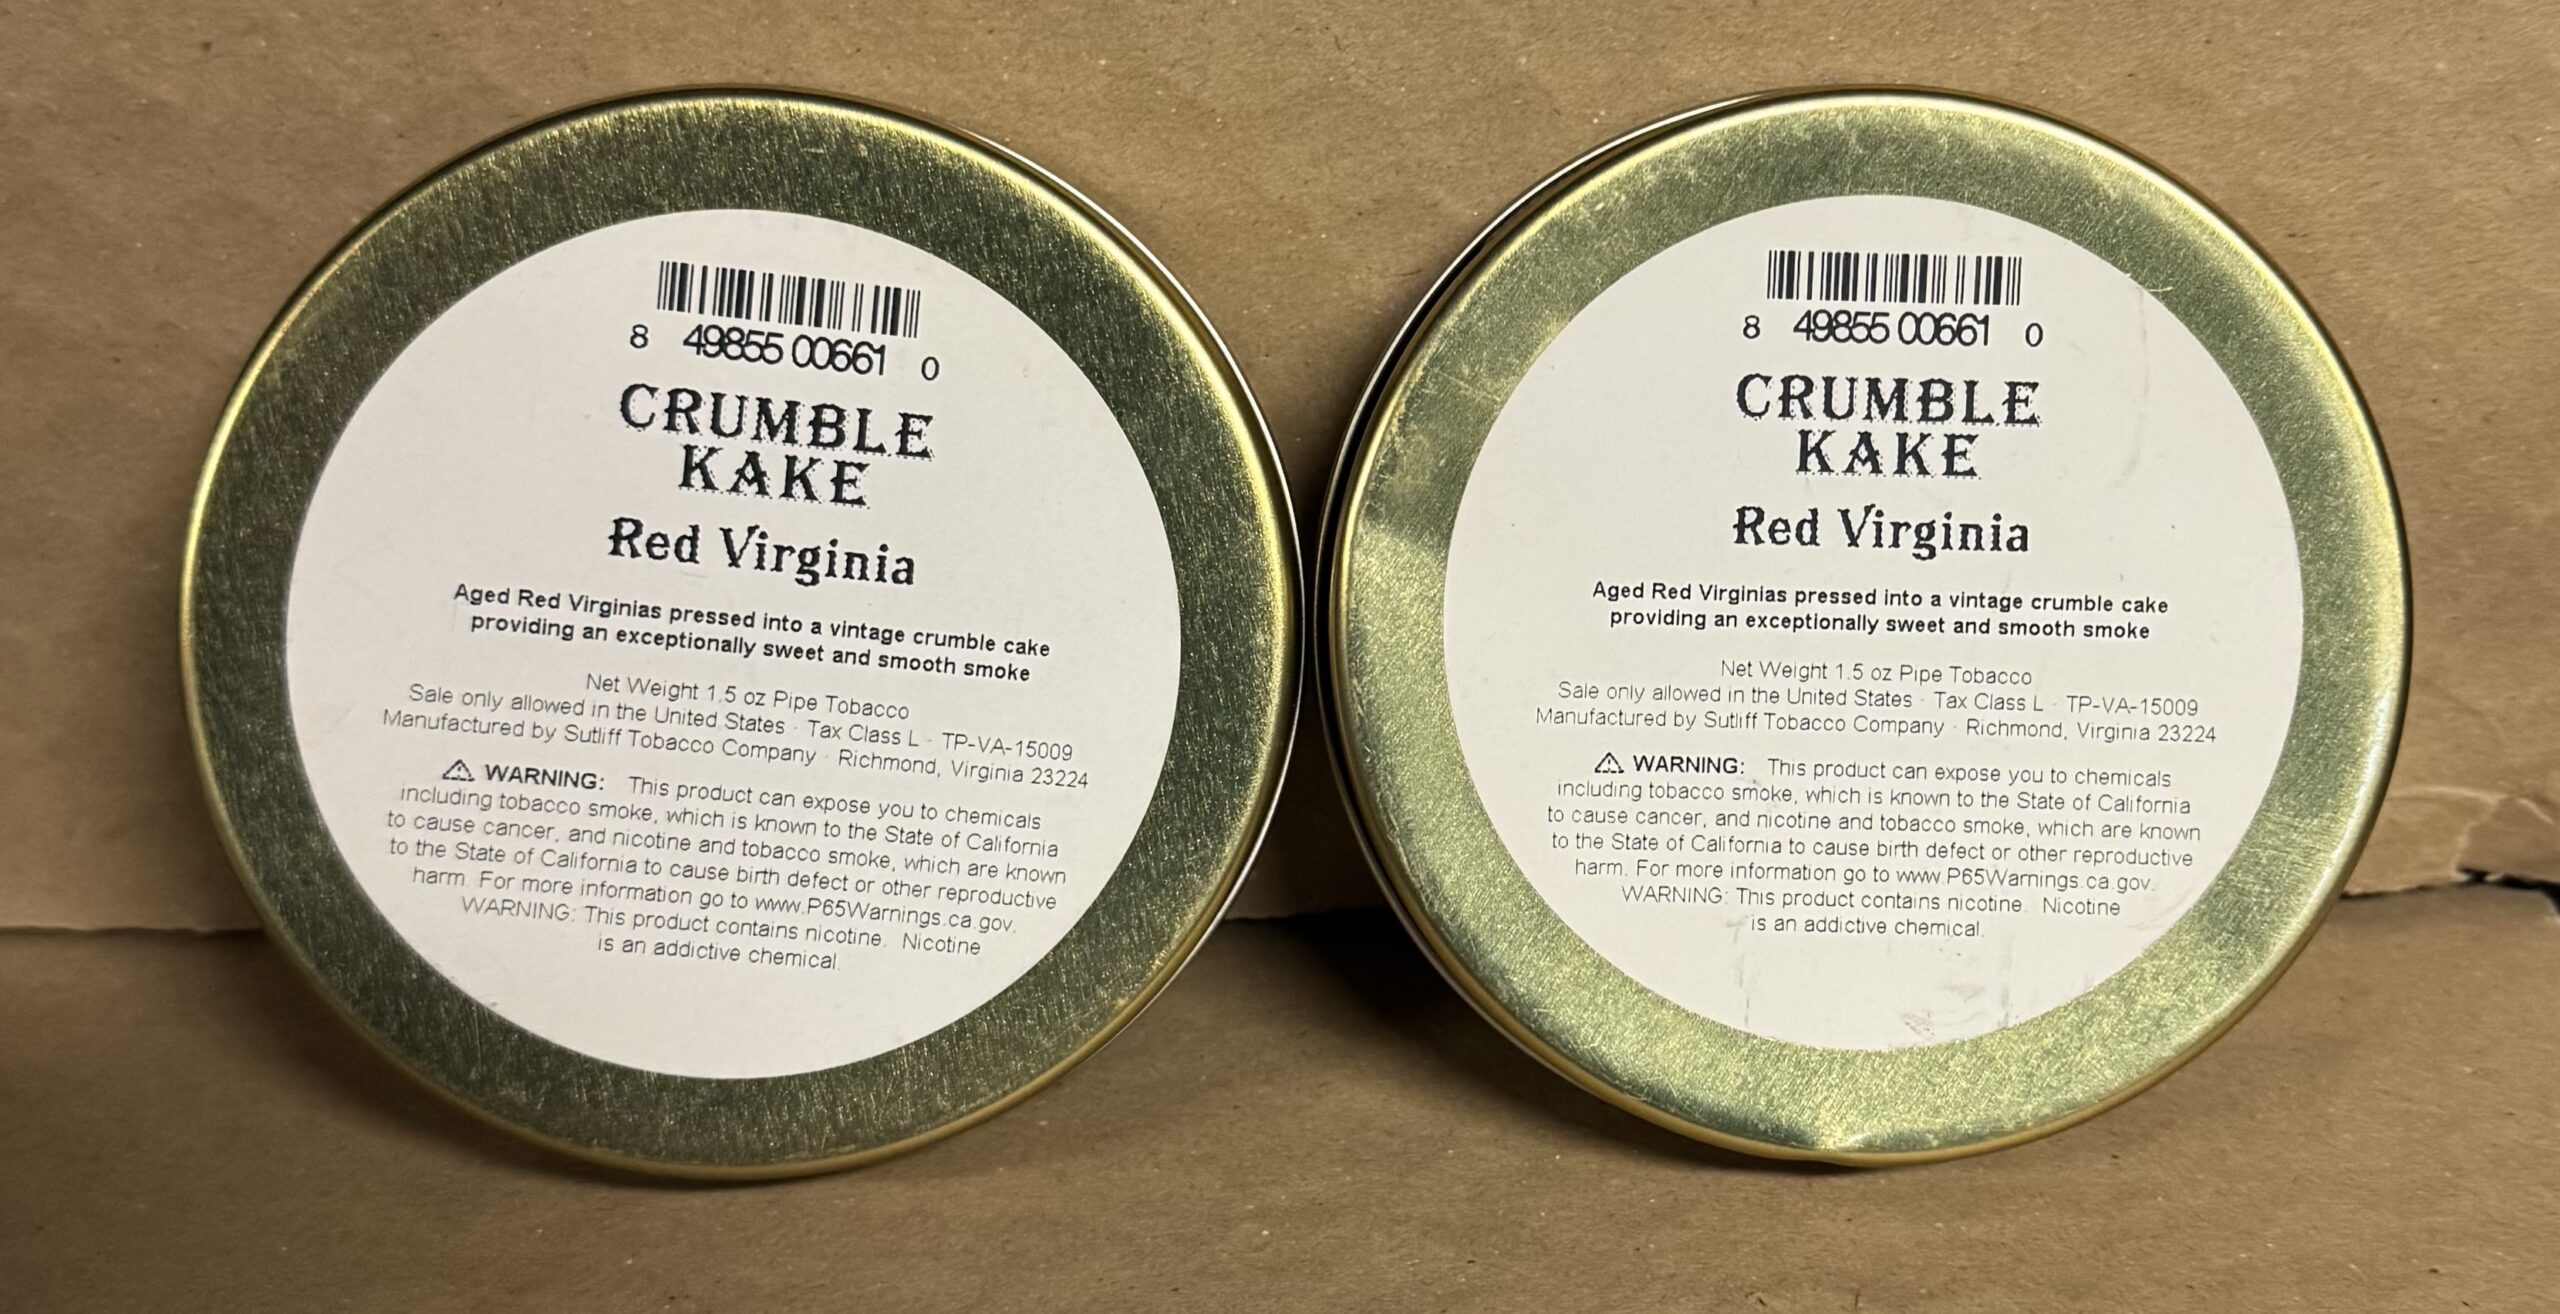 8 49855 00661 0
CRUMBLE
KAKE
Red Virginia
Aged Red Virginias pressed into a vintage crumble cake
providing an exceptionally sweet and smooth smoke
Net Weight 1.5 oz Pipe Tobacco
Sale only allowed in the United States · Tax Class L - TP-VA-15009
Manufactured by Sutliff Tobacco Company · Richmond, Virginia 23224
⚠ WARNING: This product can expose you to chemicals
including tobacco smoke, which is known to the State of California
to cause cancer, and nicotine and tobacco smoke, which are known
to the State of California to cause birth defect or other reproductive
harm. For more information go to www.P65Warnings.ca.gov.
WARNING: This product contains nicotine. Nicotine
is an addictive chemical.
8 49855 00661 0
CRUMBLE
KAKE
Red Virginia
Aged Red Virginias pressed into a vintage crumble cake
providing an exceptionally sweet and smooth smoke
Net Weight 1.5 oz Pipe Tobacco
Sale only allowed in the United States · Tax Class L - TP-VA-15009
Manufactured by Sutliff Tobacco Company · Richmond, Virginia 23224
⚠ WARNING: This product can expose you to chemicals
including tobacco smoke, which is known to the State of California
to cause cancer, and nicotine and tobacco smoke, which are known
to the State of California to cause birth defect or other reproductive
harm. For more information go to www.P65Warnings.ca.gov.
WARNING: This product contains nicotine. Nicotine
is an addictive chemical.